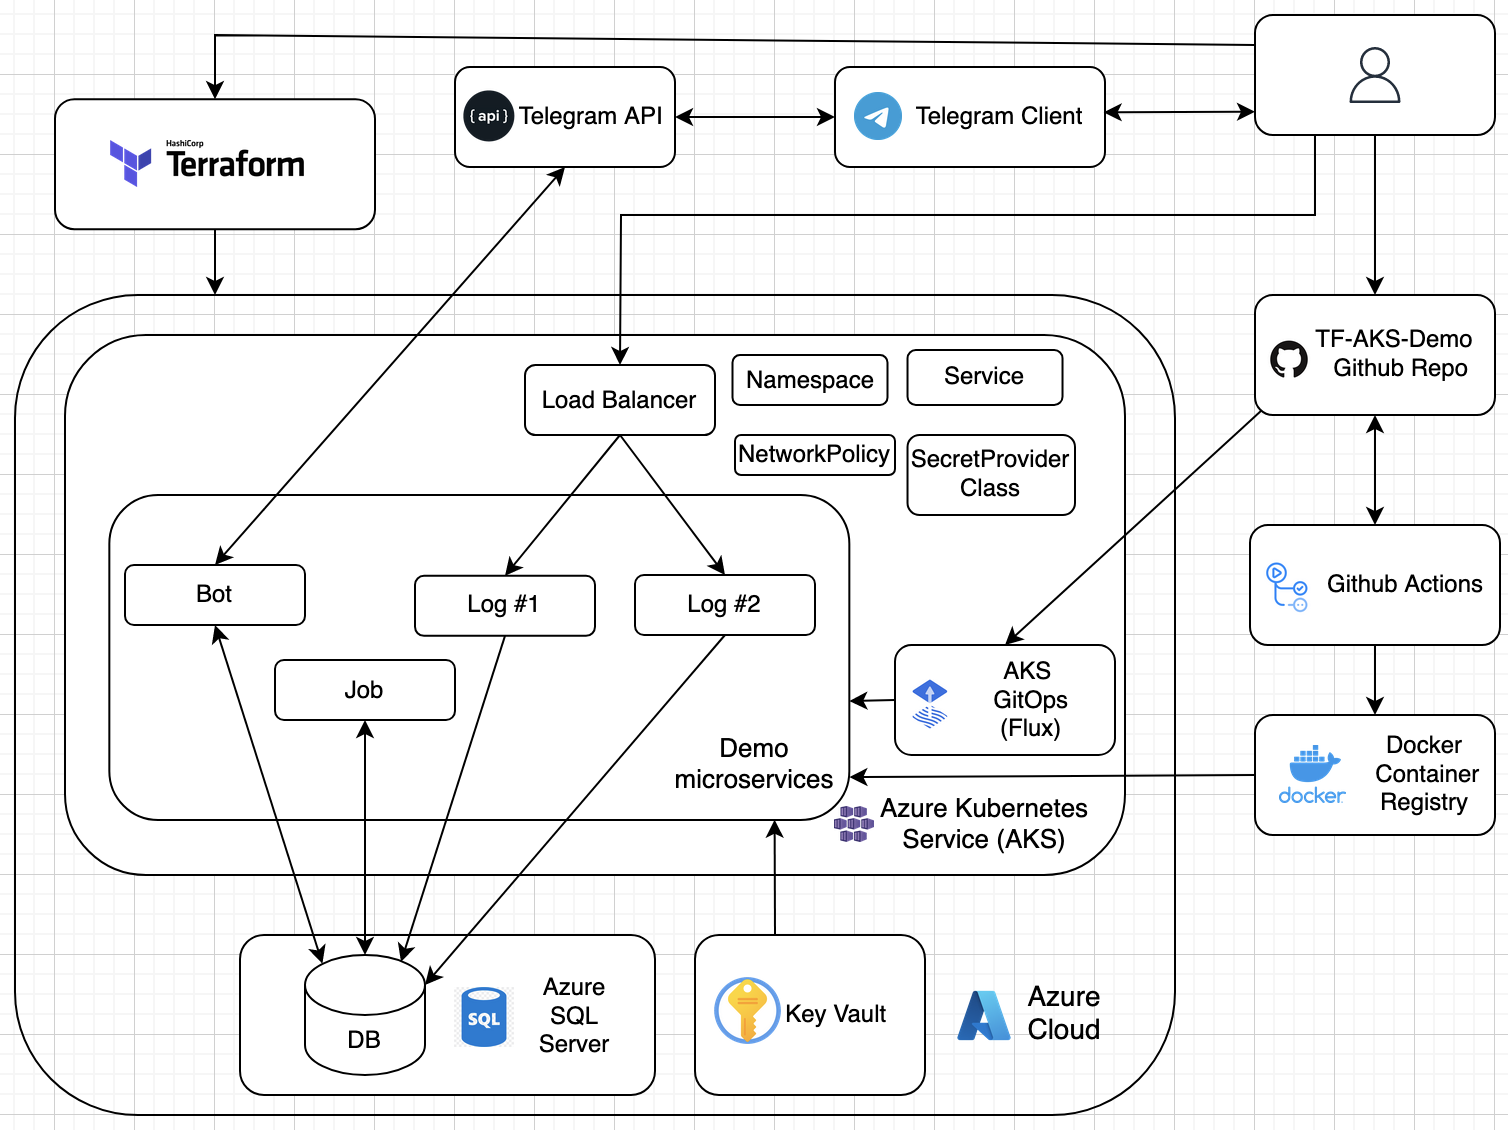 HashiCorp
Terraform
{ api }
Telegram API
Telegram Client
TF-AKS-Demo
Github Repo
Load Balancer
Namespace
Service
NetworkPolicy
SecretProvider
Class
Bot
Log #1
Log #2
Job
Github Actions
AKS
GitOps
(Flux)
Demo
microservices
Docker
Container
Registry
docker
Azure Kubernetes
Service (AKS)
DB
SQL
Azure
SQL
Server
Key Vault
Azure
Cloud